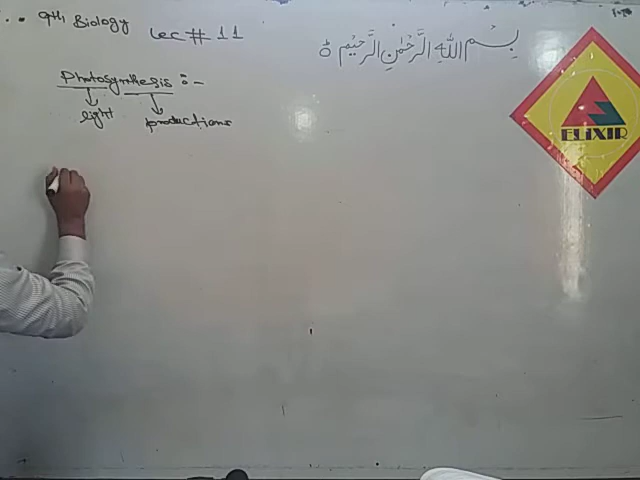 9th Biology Lec # 11
بِسْمِ اللّٰهِ الرَّحْمٰنِ الرَّحِيْمِ
Photosynthesis :-
light productions
ELIXIR